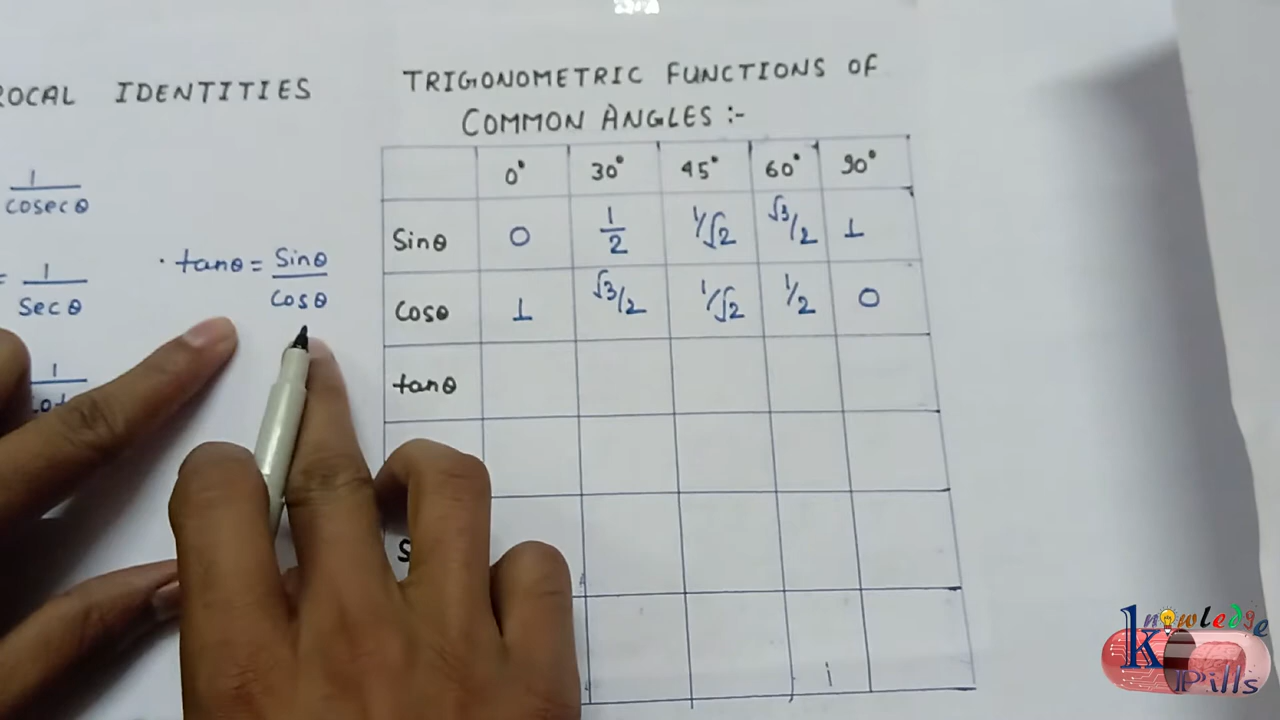 ROCAL IDENTITIES
1
cosecθ
= 1
Secθ
1
· tanθ = Sinθ
Cosθ
TRIGONOMETRIC FUNCTIONS OF
COMMON ANGLES :-
0° 30° 45° 60° 90°
Sinθ 0 1/2 1/√2 √3/2 1
Cosθ 1 √3/2 1/√2 1/2 0
tanθ
S
Knowledge
Pills